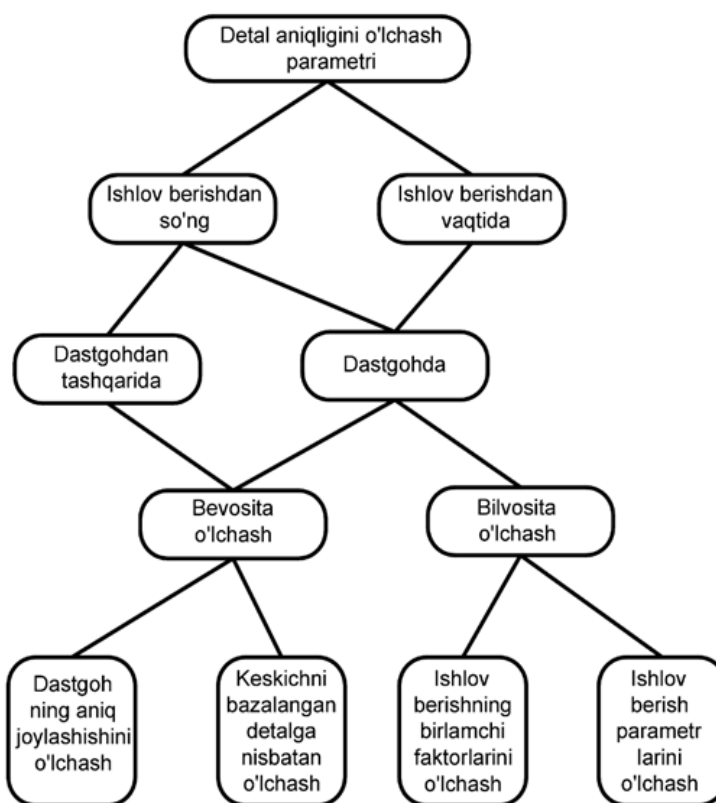 Detal aniqligini o'lchash
parametri
Ishlov berishdan
so'ng
Ishlov berishdan
vaqtida
Dastgohdan
tashqarida
Dastgohda
Bevosita
o'lchash
Bilvosita
o'lchash
Dastgoh
ning aniq
joylashishini
o'lchash
Keskichni
bazalangan
detalga
nisbatan
o'lchash
Ishlov
berishning
birlamchi
faktorlarini
o'lchash
Ishlov
berish
parametr
larini
o'lchash